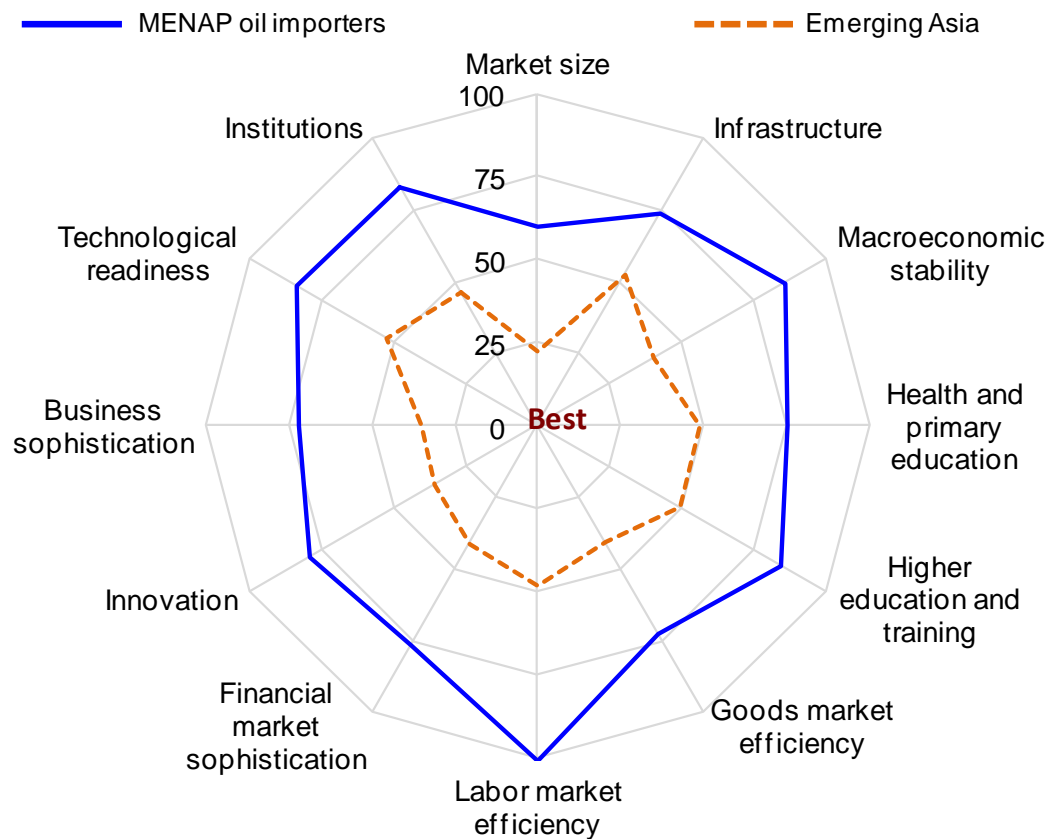 MENAP oil importers
Emerging Asia
Market size
100
Institutions
Infrastructure
75
Technological
readiness
Macroeconomic
stability
50
25
Business
sophistication
0
Best
Health and
primary
education
Innovation
Higher
education and
training
Financial
market
sophistication
Goods market
efficiency
Labor market
efficiency